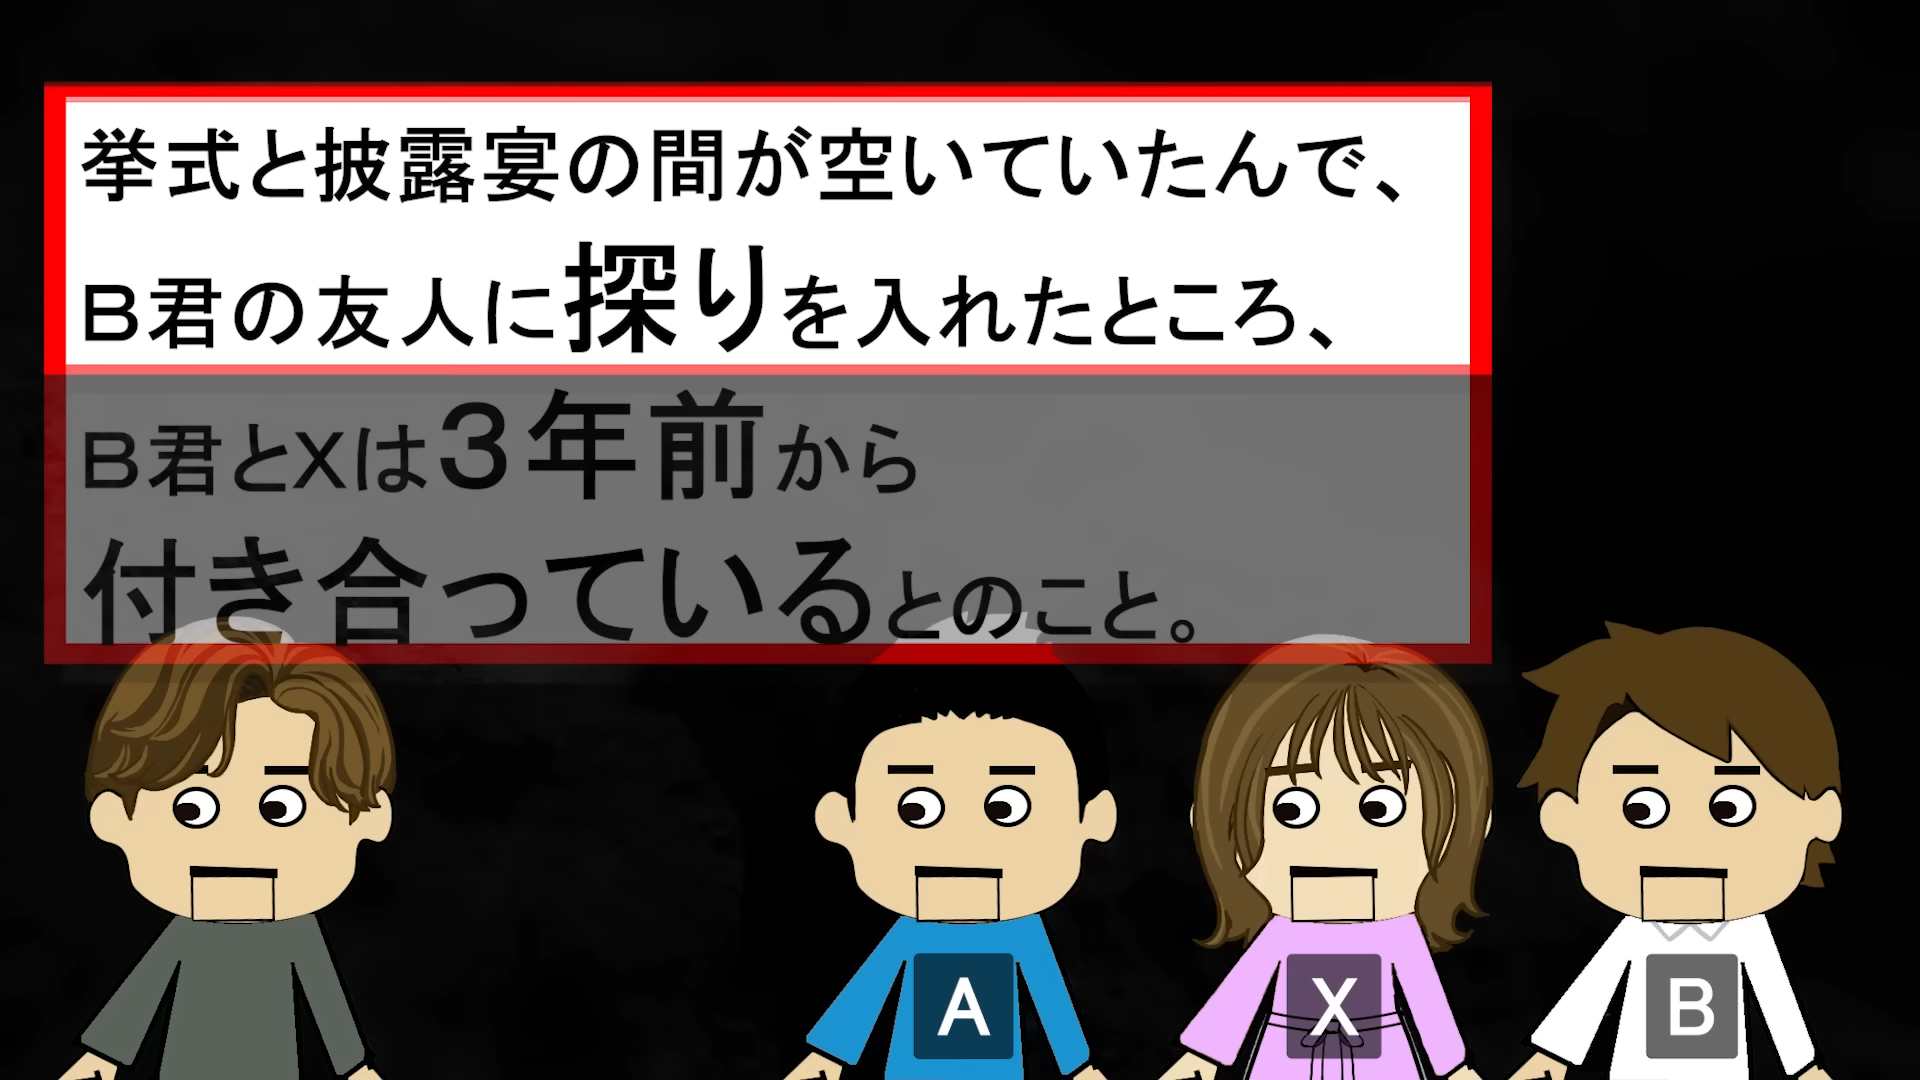 挙式と披露宴の間が空いていたんで、
Ｂ君の友人に探りを入れたところ、
Ｂ君とXは３年前から
付き合っているとのこと。
A
X
B